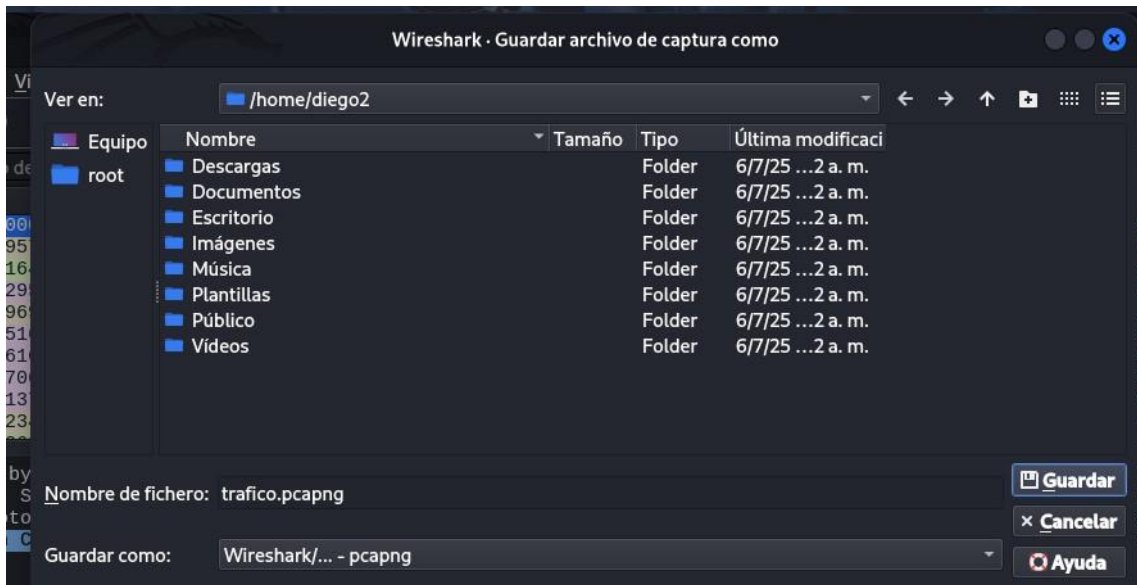 Wireshark · Guardar archivo de captura como
Vi
Ver en: /home/diego2
Equipo
root
de
Nombre Tamaño Tipo Última modificaci
Descargas Folder 6/7/25 …2 a. m.
Documentos Folder 6/7/25 …2 a. m.
Escritorio Folder 6/7/25 …2 a. m.
Imágenes Folder 6/7/25 …2 a. m.
Música Folder 6/7/25 …2 a. m.
Plantillas Folder 6/7/25 …2 a. m.
Público Folder 6/7/25 …2 a. m.
Vídeos Folder 6/7/25 …2 a. m.
by
Nombre de fichero: trafico.pcapng
Guardar
Cancelar
Guardar como: Wireshark/... - pcapng
Ayuda